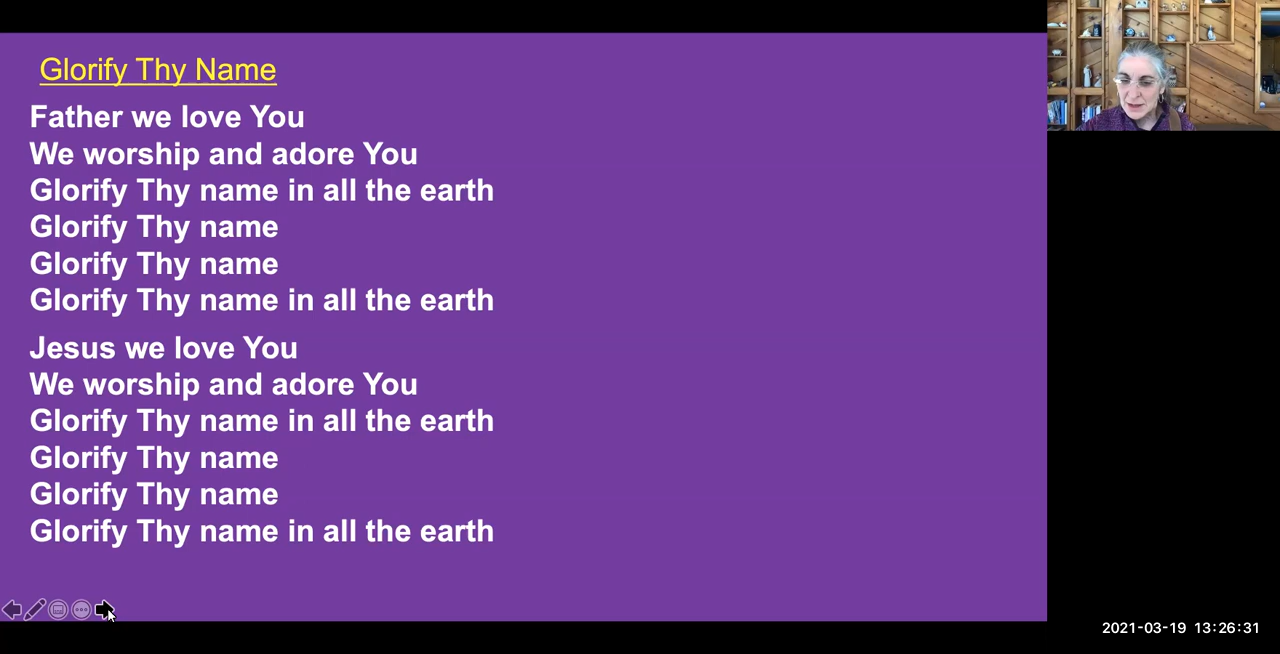 Glorify Thy Name
Father we love You
We worship and adore You
Glorify Thy name in all the earth
Glorify Thy name
Glorify Thy name
Glorify Thy name in all the earth
Jesus we love You
We worship and adore You
Glorify Thy name in all the earth
Glorify Thy name
Glorify Thy name
Glorify Thy name in all the earth
2021-03-19 13:26:31